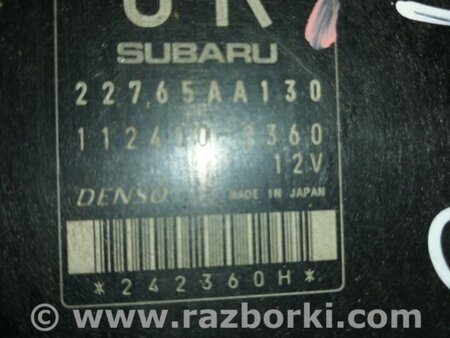 SUBARU
22765AA130
12V
DENSO MADE IN JAPAN
*242360H*
© www.razborki.com